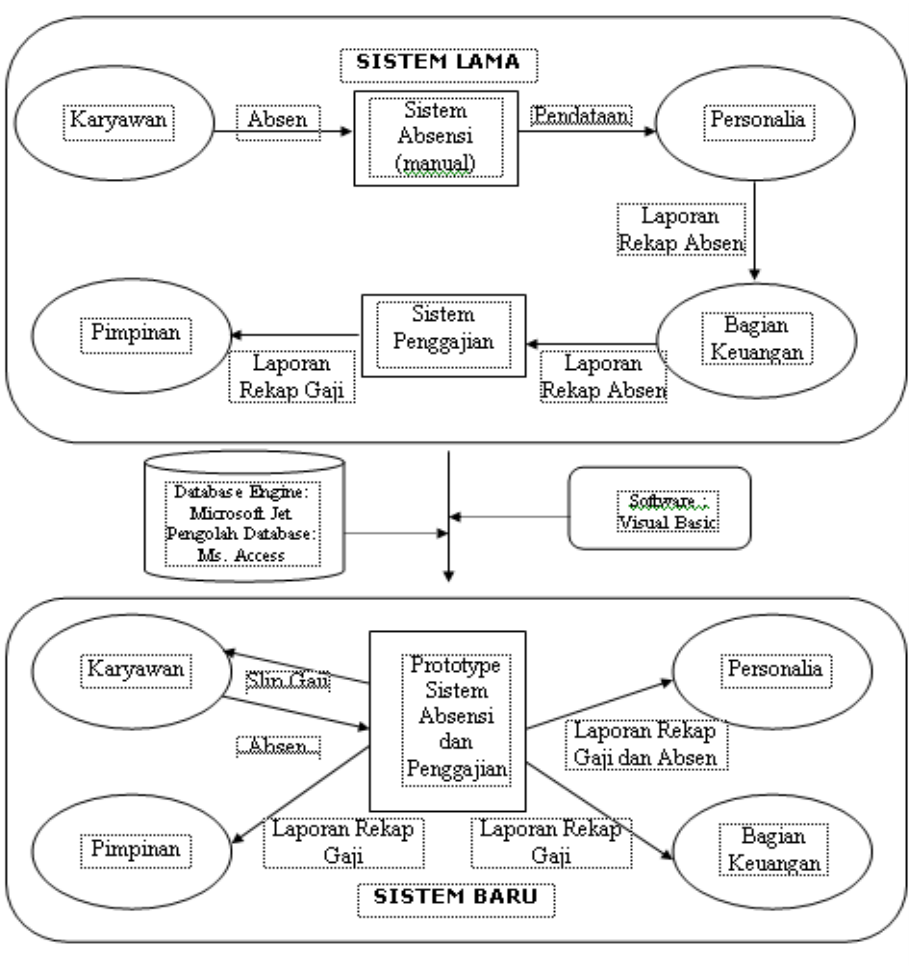 SISTEM LAMA
Karyawan
Absen
Sistem
Absensi
(manual)
Pendataan
Personalia
Laporan
Rekap Absen
Bagian
Keuangan
Laporan
Rekap Absen
Sistem
Penggajian
Laporan
Rekap Gaji
Pimpinan
Database Engine:
Microsoft Jet
Pengolah Database:
Ms. Access
Software :
Visual Basic
Karyawan
Slip Gaji
Absen
Prototype
Sistem
Absensi
dan
Penggajian
Personalia
Laporan Rekap
Gaji dan Absen
Pimpinan
Laporan Rekap
Gaji
Laporan Rekap
Gaji
Bagian
Keuangan
SISTEM BARU